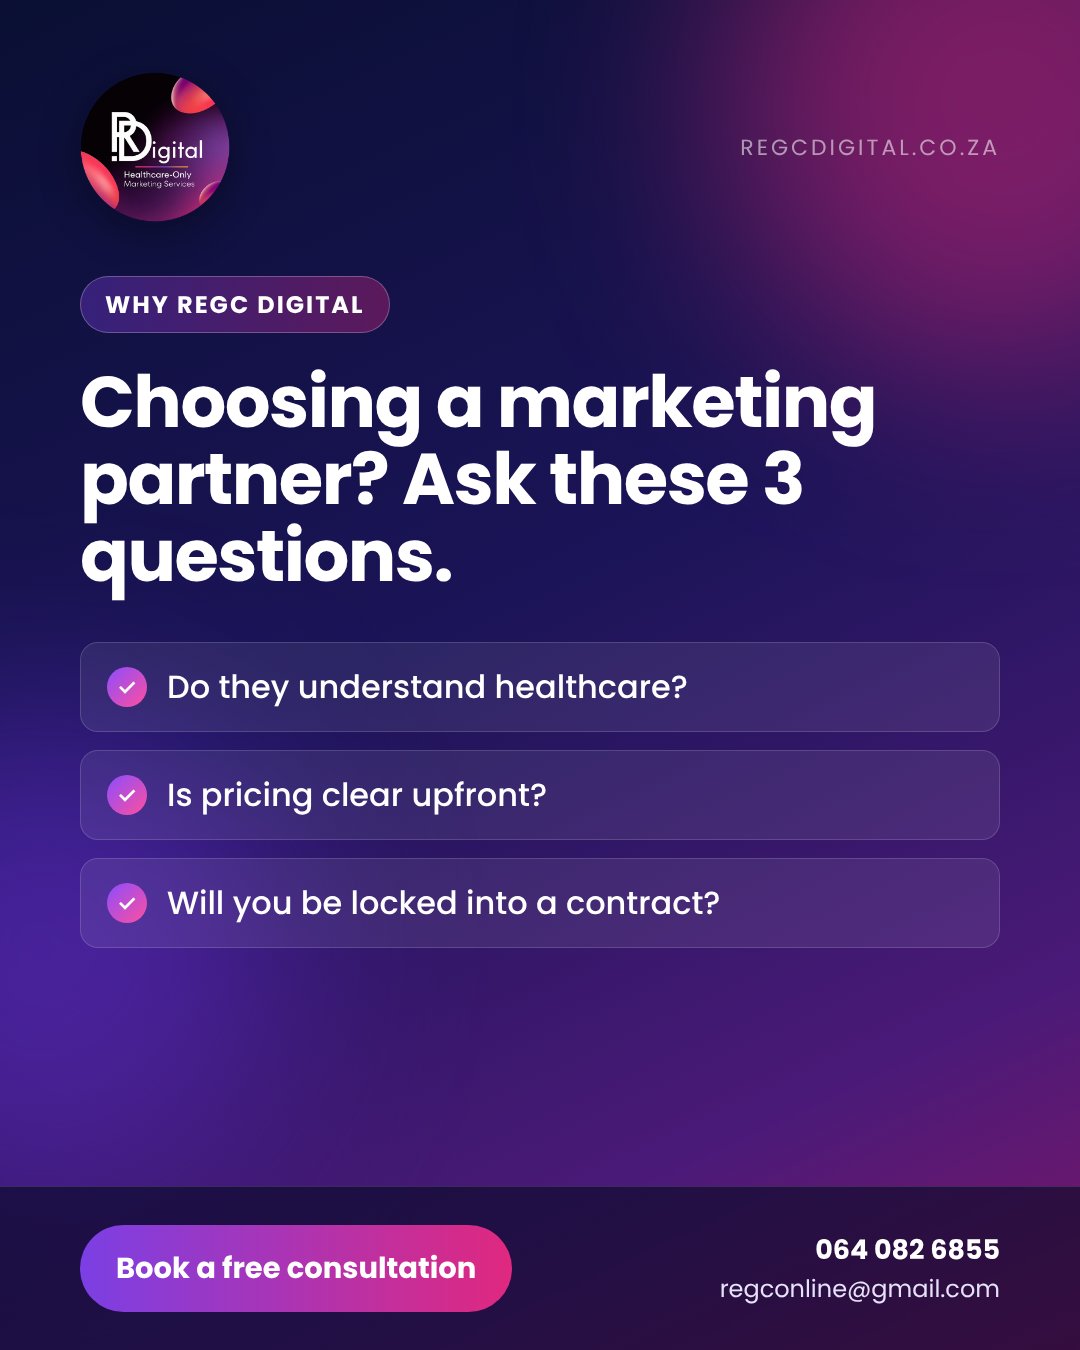 RDigital
Healthcare-Only
Marketing Services
REGCDIGITAL.CO.ZA
WHY REGC DIGITAL
Choosing a marketing
partner? Ask these 3
questions.
Do they understand healthcare?
Is pricing clear upfront?
Will you be locked into a contract?
Book a free consultation
064 082 6855
regconline@gmail.com